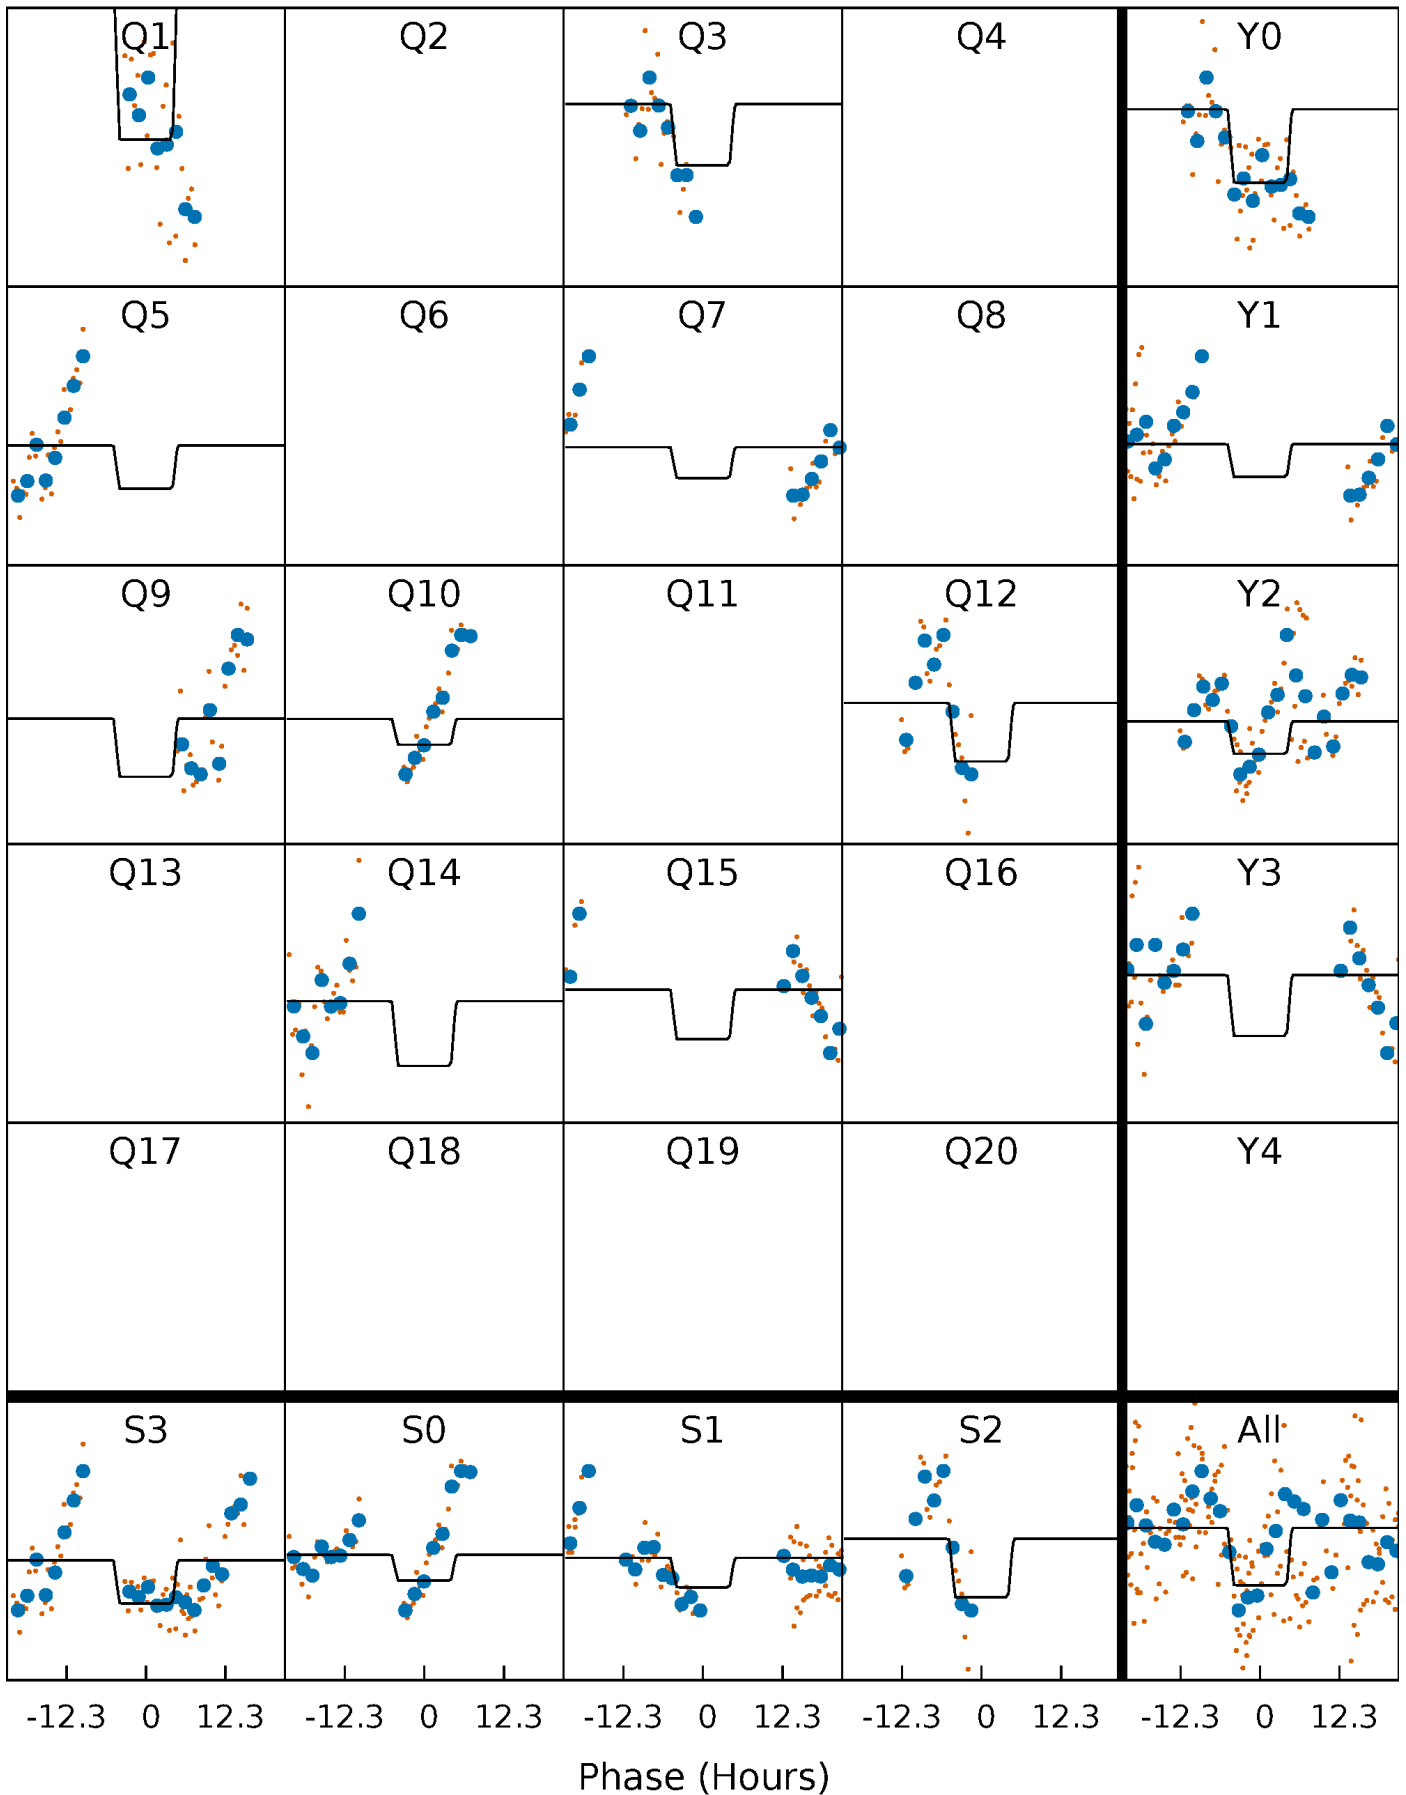 Q1 Q2 Q3 Q4 Y0
Q5 Q6 Q7 Q8 Y1
Q9 Q10 Q11 Q12 Y2
Q13 Q14 Q15 Q16 Y3
Q17 Q18 Q19 Q20 Y4
S3 S0 S1 S2 All
-12.3 0 12.3 -12.3 0 12.3 -12.3 0 12.3 -12.3 0 12.3 -12.3 0 12.3
Phase (Hours)